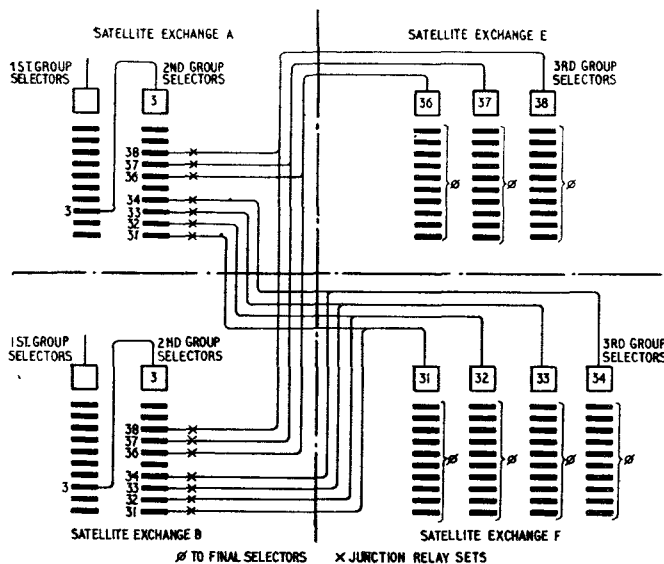 SATELLITE EXCHANGE A
1ST. GROUP
SELECTORS
2ND GROUP
SELECTORS
3
38
37
36
34
33
32
31
3
SATELLITE EXCHANGE E
3RD GROUP
SELECTORS
36
37
38
Ø
Ø
Ø
1ST. GROUP
SELECTORS
2ND GROUP
SELECTORS
3
38
37
36
34
33
32
31
3
SATELLITE EXCHANGE B
3RD GROUP
SELECTORS
31
32
33
34
Ø
Ø
Ø
Ø
SATELLITE EXCHANGE F
Ø TO FINAL SELECTORS
X JUNCTION RELAY SETS